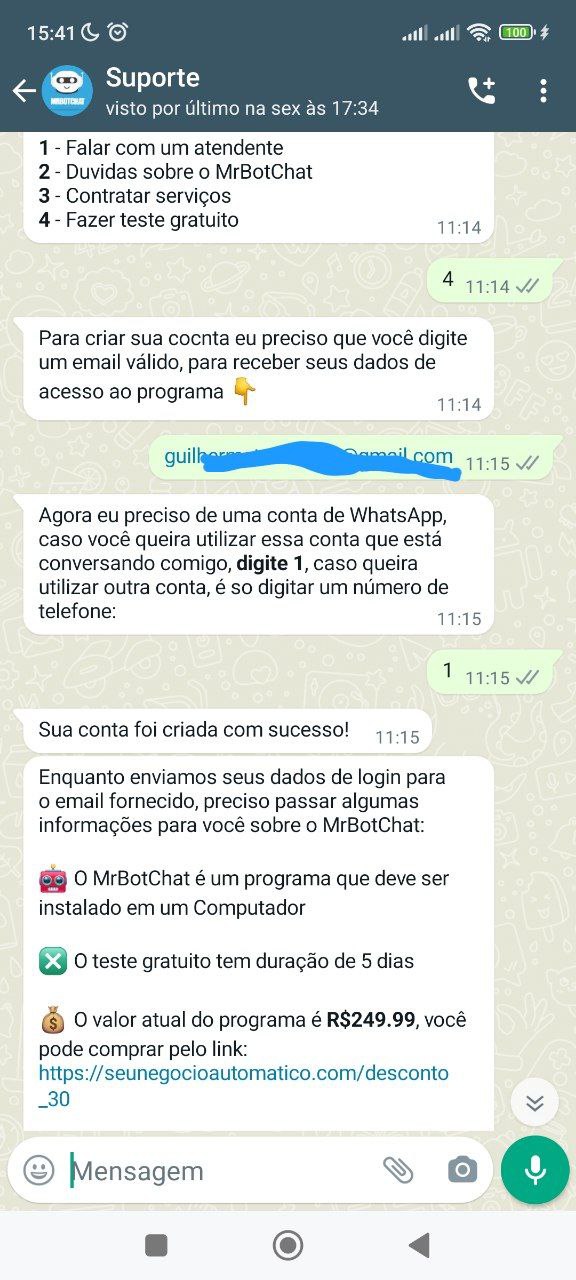 15:41
100
Suporte
MRBOTCHAT
visto por último na sex às 17:34
1 - Falar com um atendente
2 - Duvidas sobre o MrBotChat
3 - Contratar serviços
4 - Fazer teste gratuito
11:14
4 11:14
Para criar sua cocnta eu preciso que você digite
um email válido, para receber seus dados de
acesso ao programa 👇
11:14
@gmail.com 11:15
Agora eu preciso de uma conta de WhatsApp,
caso você queira utilizar essa conta que está
conversando comigo, digite 1, caso queira
utilizar outra conta, é so digitar um número de
telefone:
11:15
1 11:15
Sua conta foi criada com sucesso! 11:15
Enquanto enviamos seus dados de login para
o email fornecido, preciso passar algumas
informações para você sobre o MrBotChat:
🤖 O MrBotChat é um programa que deve ser
instalado em um Computador
❎ O teste gratuito tem duração de 5 dias
💰 O valor atual do programa é R$249.99, você
pode comprar pelo link:
https://seunegocioautomatico.com/desconto
_30
Mensagem